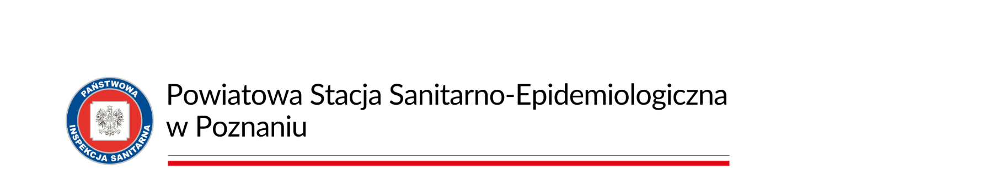 PAŃSTWOWA
INSPEKCJA SANITARNA
Powiatowa Stacja Sanitarno-Epidemiologiczna
w Poznaniu